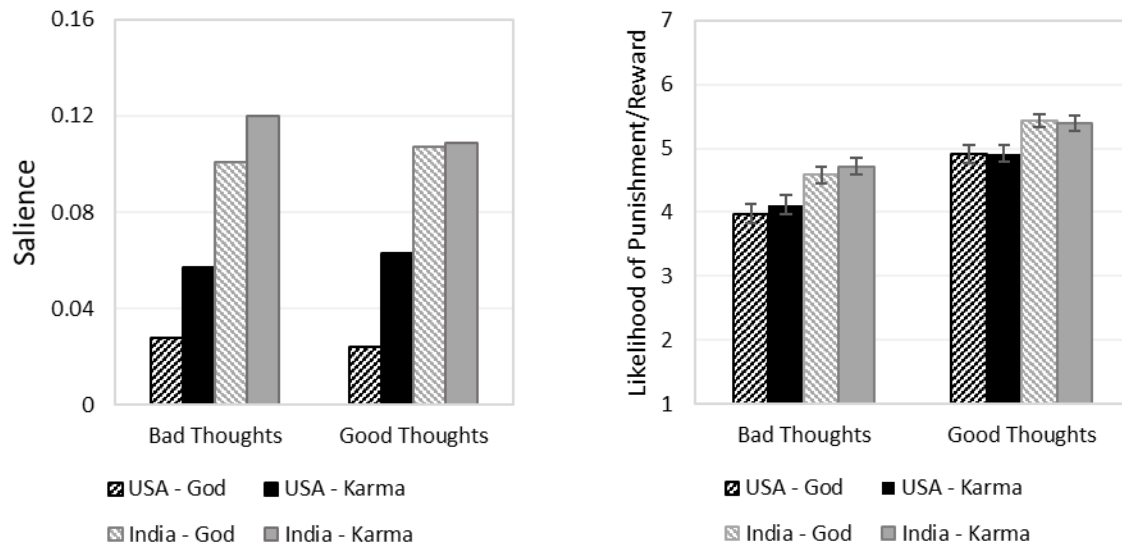 0.16
0.12
0.08
0.04
0
Salience
Bad Thoughts Good Thoughts
USA - God USA - Karma
India - God India - Karma
7
6
5
4
3
2
1
Likelihood of Punishment/Reward
Bad Thoughts Good Thoughts
USA - God USA - Karma
India - God India - Karma